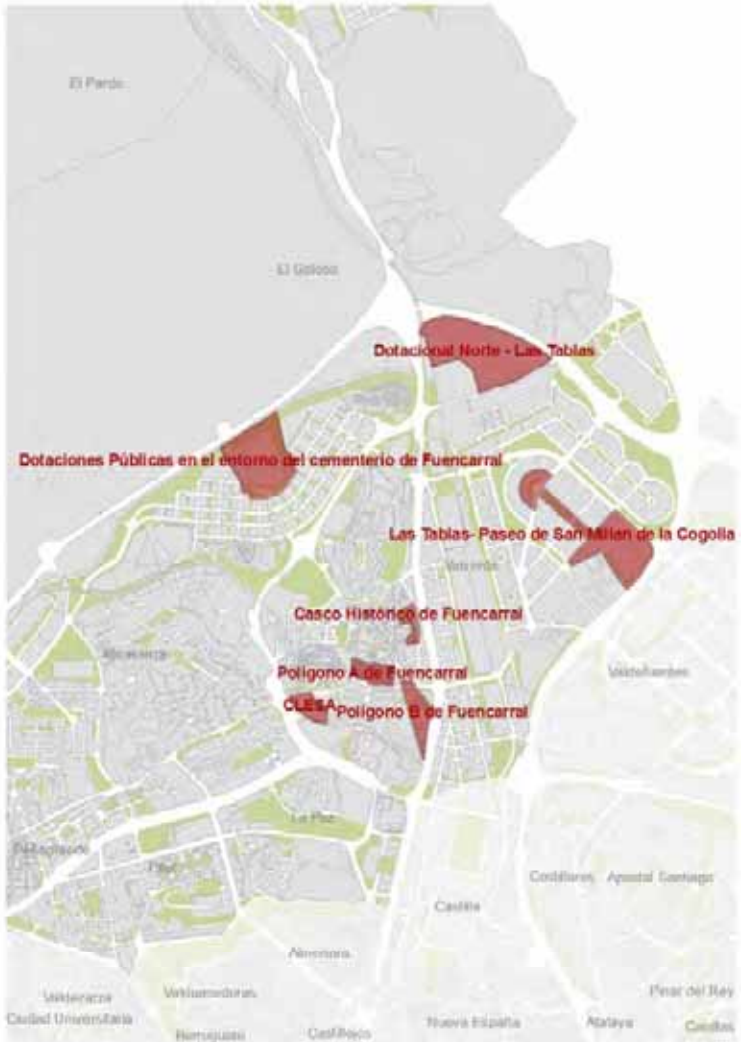 El Pardo
El Goloso
Dotacional Norte - Las Tablas
Dotaciones Públicas en el entorno del cementerio de Fuencarral
Las Tablas- Paseo de San Millan de la Cogolla
Valverde
Casco Histórico de Fuencarral
Mirasierra
Polígono A de Fuencarral
Valdefuentes
CLESA
Polígono B de Fuencarral
La Paz
Peñagrande
Pilar
Costillares
Apostol Santiago
Castilla
Almenara
Valdezarza
Valdeacederas
Pinar del Rey
Ciudad Universitaria
Berruguete
Castillejos
Nueva España
Atalaya
Canillas